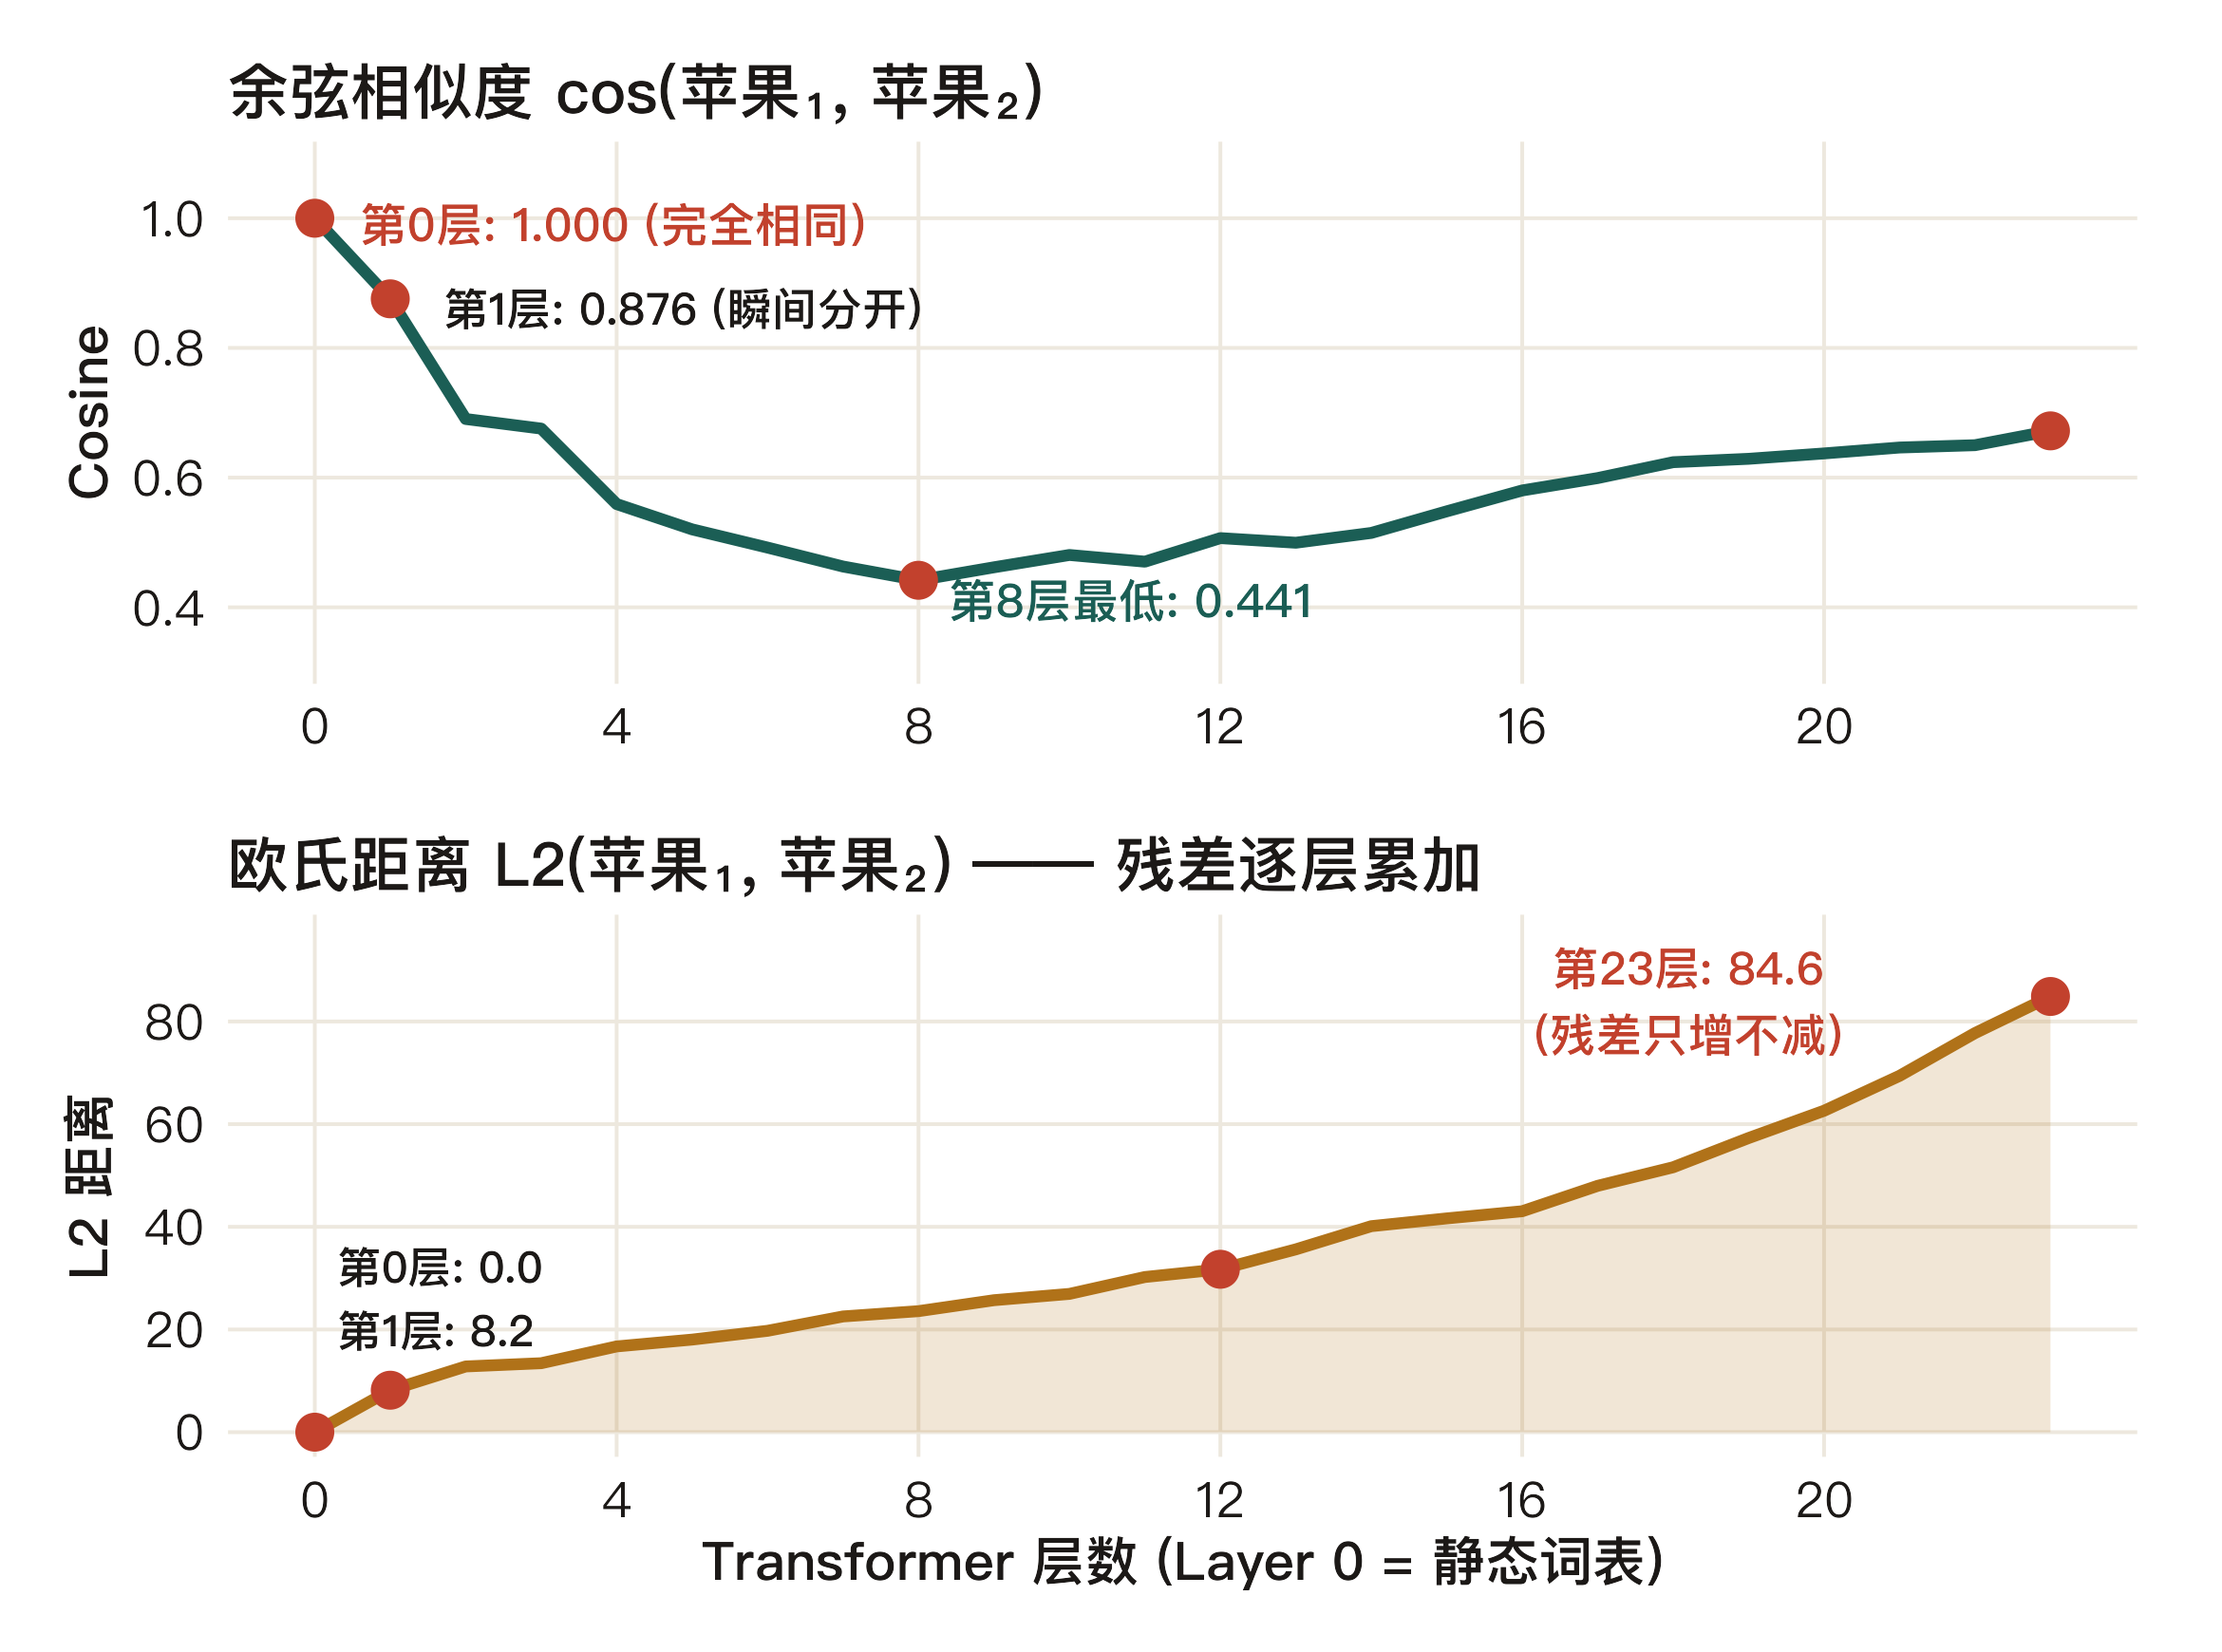 余弦相似度 cos(苹果₁, 苹果₂)
Cosine
1.0
0.8
0.6
0.4
第0层: 1.000 (完全相同)
第1层: 0.876 (瞬间分开)
第8层最低: 0.441
0 4 8 12 16 20
欧氏距离 L2(苹果₁, 苹果₂) —— 残差逐层累加
L2 距离
80
60
40
20
0
第23层: 84.6
(残差只增不减)
第0层: 0.0
第1层: 8.2
0 4 8 12 16 20
Transformer 层数 (Layer 0 = 静态词表)